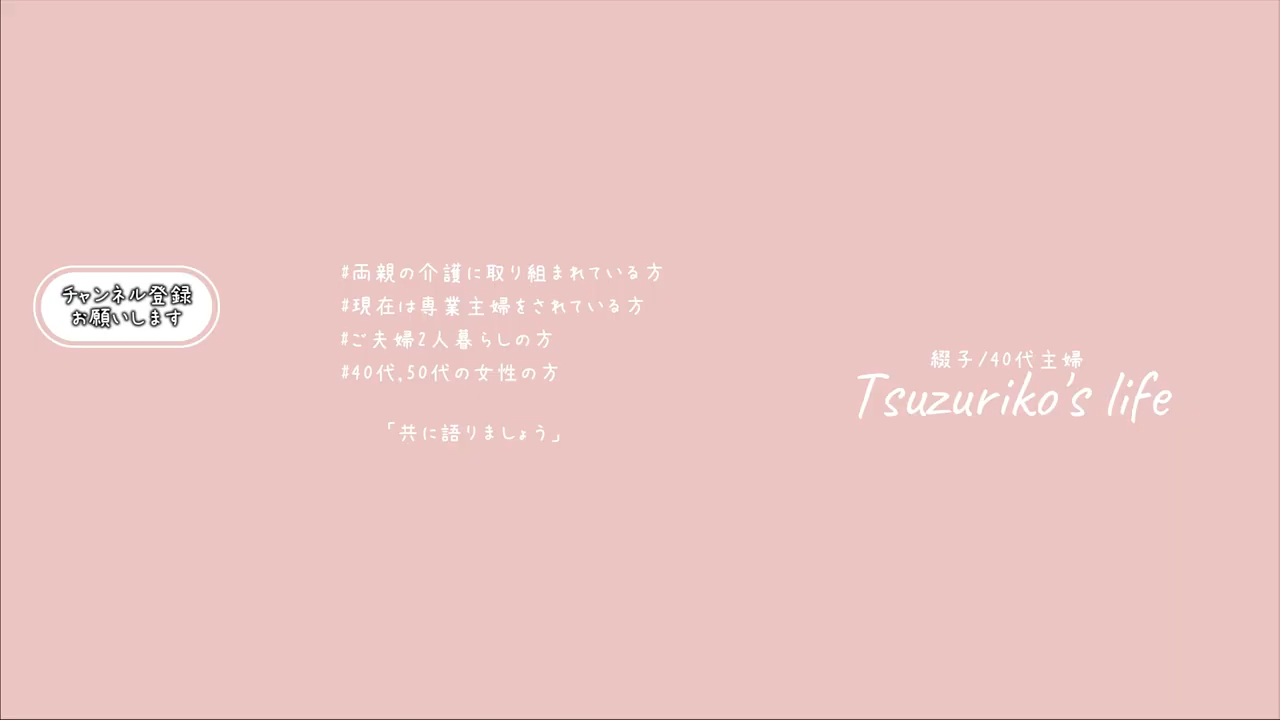 チャンネル登録
お願いします
#両親の介護に取り組まれている方
#現在は専業主婦をされている方
#ご夫婦2人暮らしの方
#40代,50代の女性の方
「共に語りましょう」
綴子/40代主婦
Tsuzuriko's life